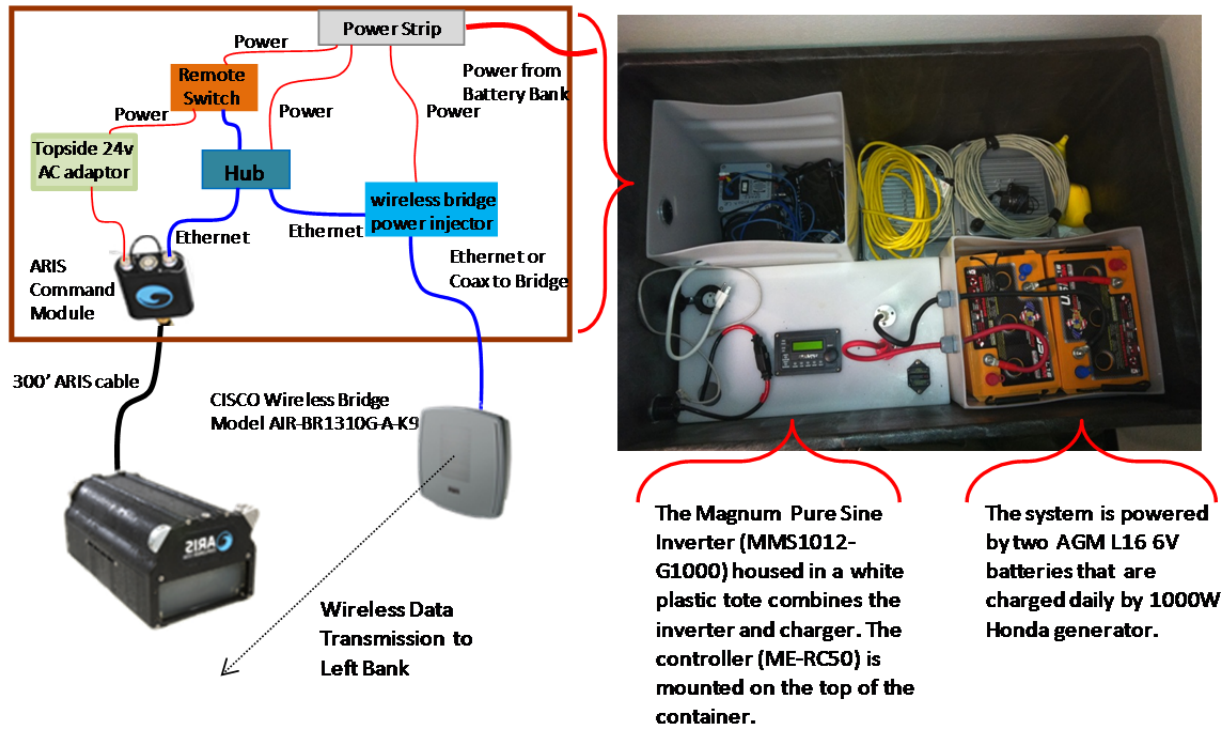 Power Strip
Power
Power from
Battery Bank
Remote
Switch
Power
Power
Power
Topside 24v
AC adaptor
Hub
wireless bridge
power injector
Ethernet
Ethernet
Ethernet or
Coax to Bridge
ARIS
Command
Module
300' ARIS cable
CISCO Wireless Bridge
Model AIR-BR1310G-A-K9
ARIS
Wireless Data
Transmission to
Left Bank
The Magnum Pure Sine
Inverter (MMS1012-
G1000) housed in a white
plastic tote combines the
inverter and charger. The
controller (ME-RC50) is
mounted on the top of the
container.
The system is powered
by two AGM L16 6V
batteries that are
charged daily by 1000W
Honda generator.